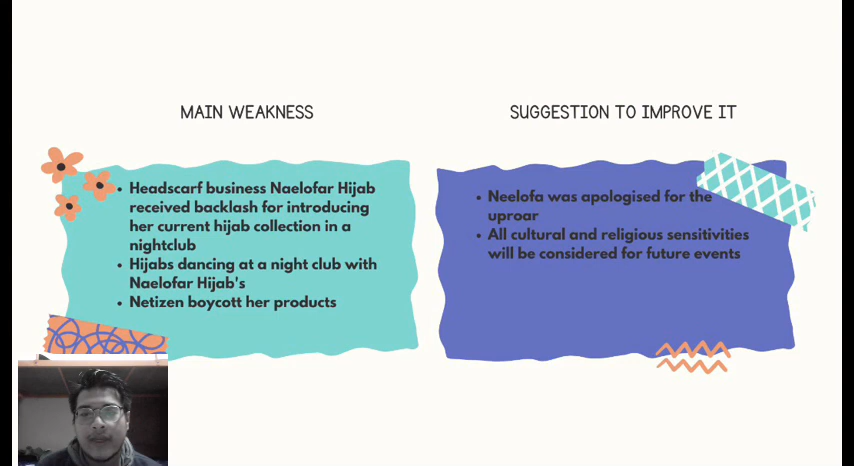 MAIN WEAKNESS
Headscarf business Naelofar Hijab
received backlash for introducing
her current hijab collection in a
nightclub
Hijabs dancing at a night club with
Naelofar Hijab's
Netizen boycott her products
SUGGESTION TO IMPROVE IT
Neelofa was apologised for the
uproar
All cultural and religious sensitivities
will be considered for future events